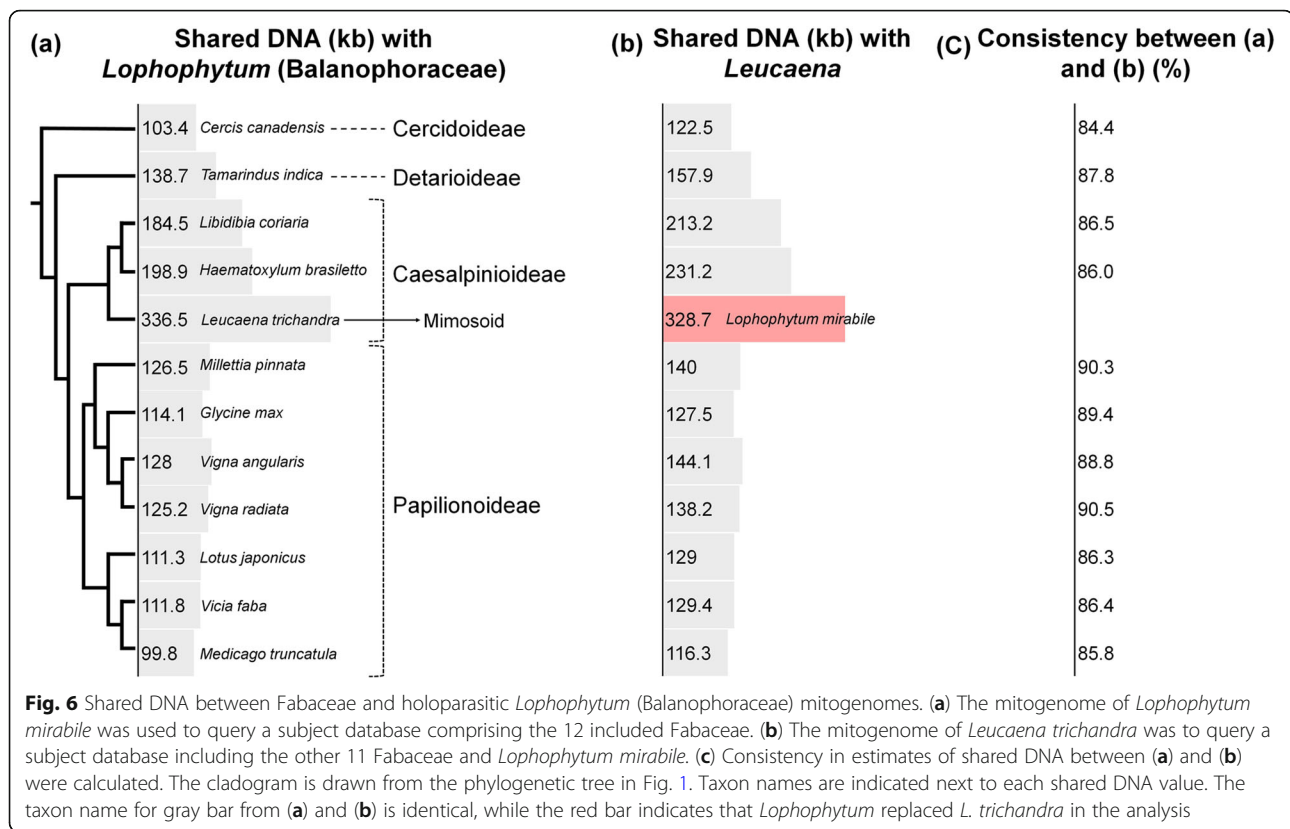 (a) Shared DNA (kb) with
Lophophytum (Balanophoraceae)
(b) Shared DNA (kb) with
Leucaena
(C) Consistency between (a)
and (b) (%)
103.4 Cercis canadensis Cercidoideae 122.5 84.4
138.7 Tamarindus indica Detarioideae 157.9 87.8
184.5 Libidibia coriaria 213.2 86.5
198.9 Haematoxylum brasiletto 231.2 86.0
Caesalpinioideae
336.5 Leucaena trichandra Mimosoid 328.7 Lophophytum mirabile
126.5 Millettia pinnata 140 90.3
114.1 Glycine max 127.5 89.4
128 Vigna angularis 144.1 88.8
125.2 Vigna radiata 138.2 90.5
Papilionoideae
111.3 Lotus japonicus 129 86.3
111.8 Vicia faba 129.4 86.4
99.8 Medicago truncatula 116.3 85.8
Fig. 6 Shared DNA between Fabaceae and holoparasitic Lophophytum (Balanophoraceae) mitogenomes. (a) The mitogenome of Lophophytum
mirabile was used to query a subject database comprising the 12 included Fabaceae. (b) The mitogenome of Leucaena trichandra was to query a
subject database including the other 11 Fabaceae and Lophophytum mirabile. (c) Consistency in estimates of shared DNA between (a) and (b)
were calculated. The cladogram is drawn from the phylogenetic tree in Fig. 1. Taxon names are indicated next to each shared DNA value. The
taxon name for gray bar from (a) and (b) is identical, while the red bar indicates that Lophophytum replaced L. trichandra in the analysis